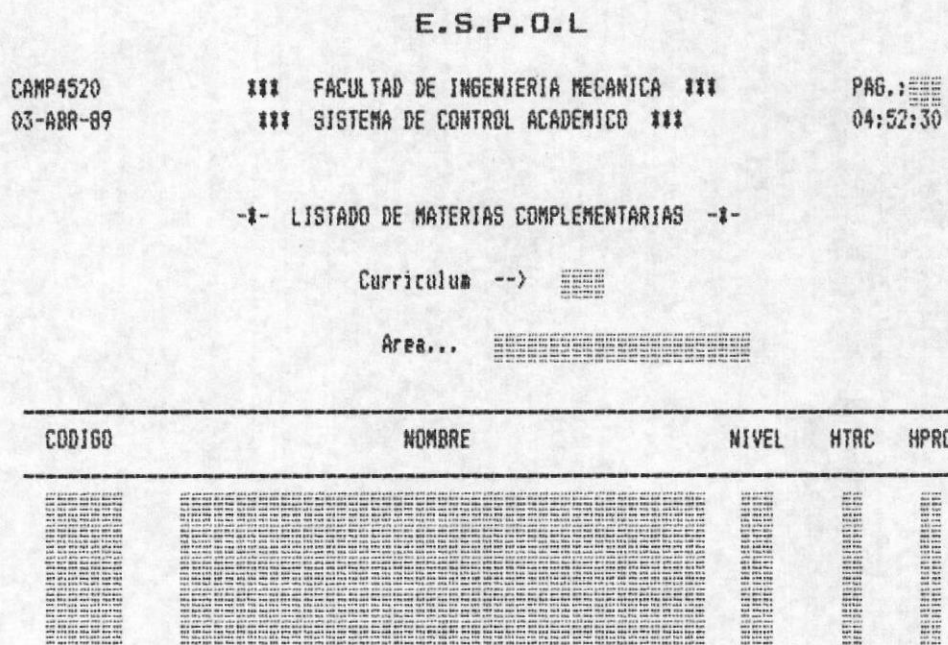 E.S.P.O.L
CAMP4520 *** FACULTAD DE INGENIERIA MECANICA *** PAG.:
03-ABR-89 *** SISTEMA DE CONTROL ACADEMICO *** 04:52:30
-*- LISTADO DE MATERIAS COMPLEMENTARIAS -*-
Curriculum -->
Area...
CODIGO NOMBRE NIVEL HTRC HPRC